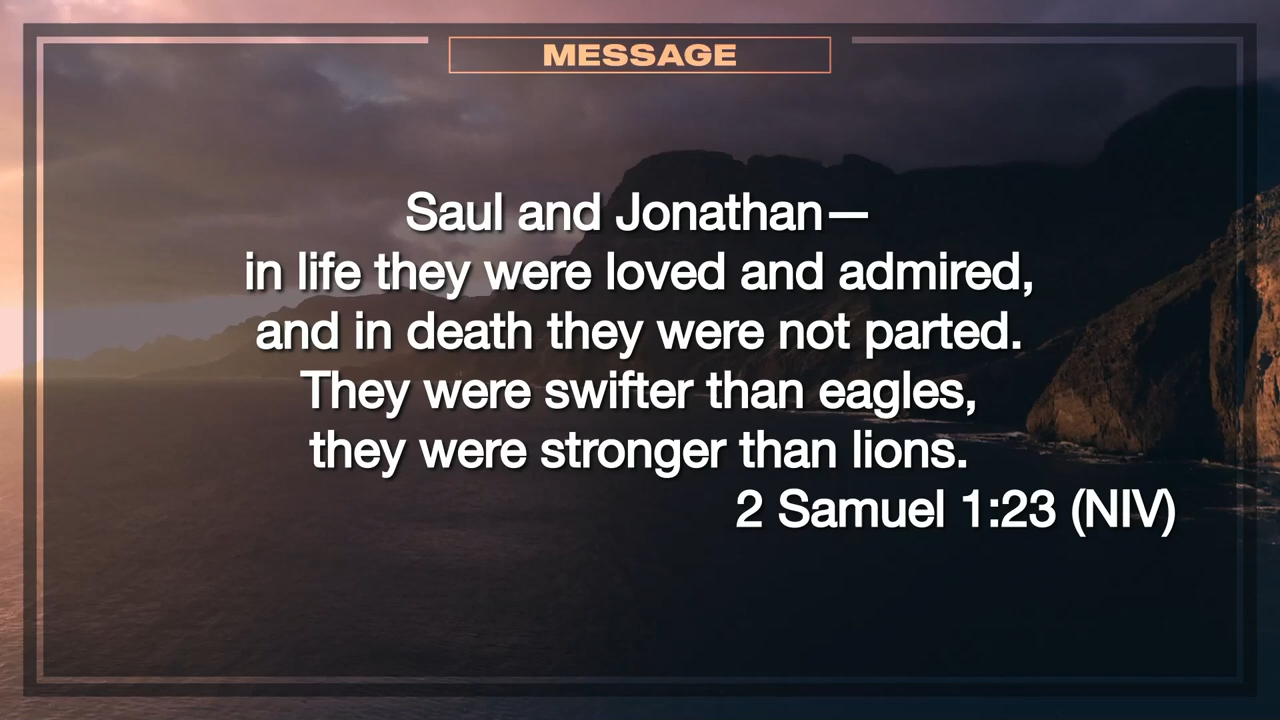 MESSAGE
Saul and Jonathan—
in life they were loved and admired,
and in death they were not parted.
They were swifter than eagles,
they were stronger than lions.
2 Samuel 1:23 (NIV)